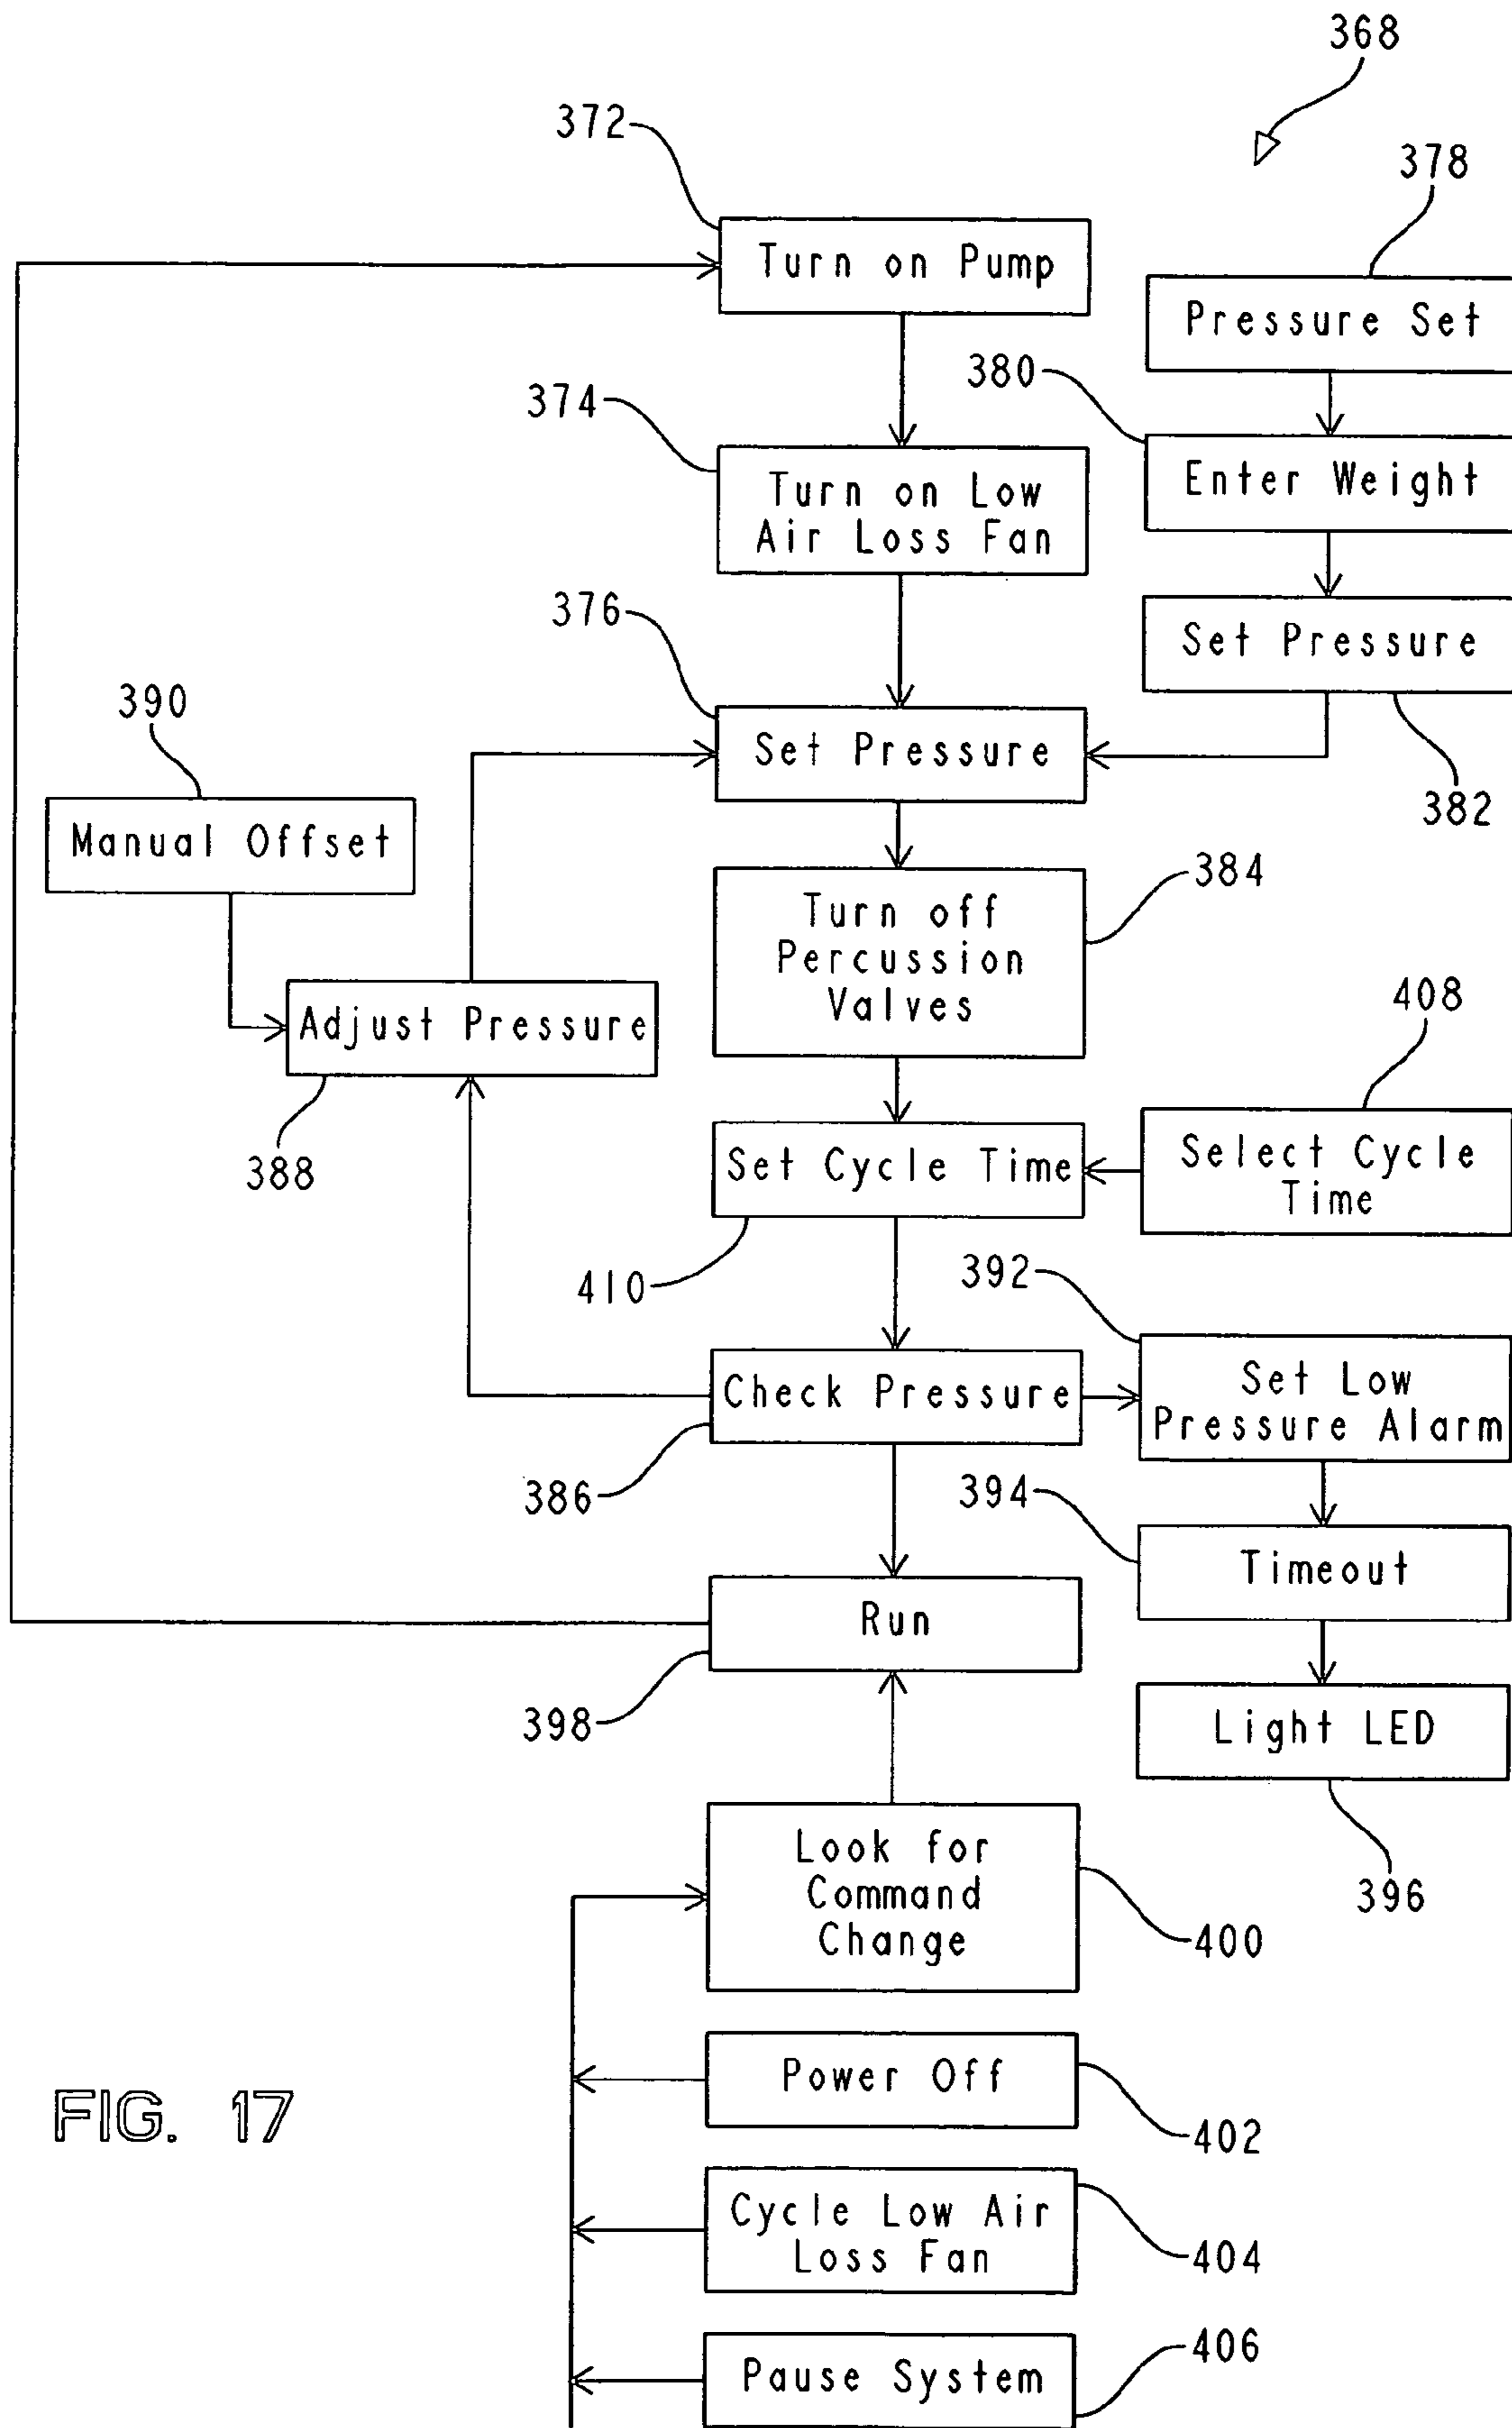 368
372
378
Turn on Pump
Pressure Set
380
374
Enter Weight
Turn on Low
Air Loss Fan
376
Set Pressure
390
Set Pressure
382
Manual Offset
384
Turn off
Percussion
Valves
408
Adjust Pressure
388
Set Cycle Time
Select Cycle
Time
410
392
Check Pressure
Set Low
Pressure Alarm
386
394
Timeout
Run
398
Light LED
396
Look for
Command
Change
400
Power Off
402
FIG. 17
Cycle Low Air
Loss Fan
404
406
Pause System